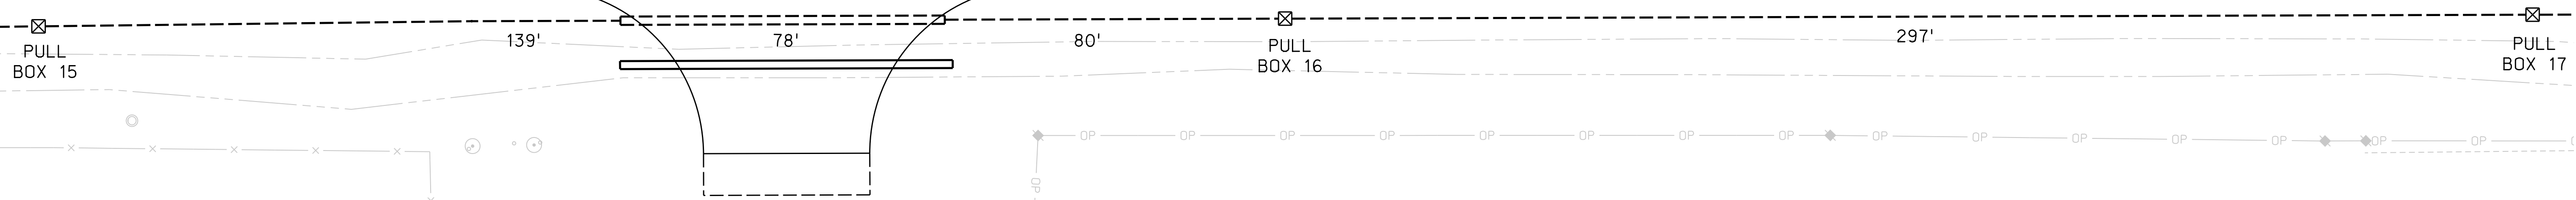 139'
78'
80'
297'
PULL
BOX 15
PULL
BOX 16
PULL
BOX 17
OP OP OP OP OP OP OP OP OP OP OP OP OP OP OP
OP